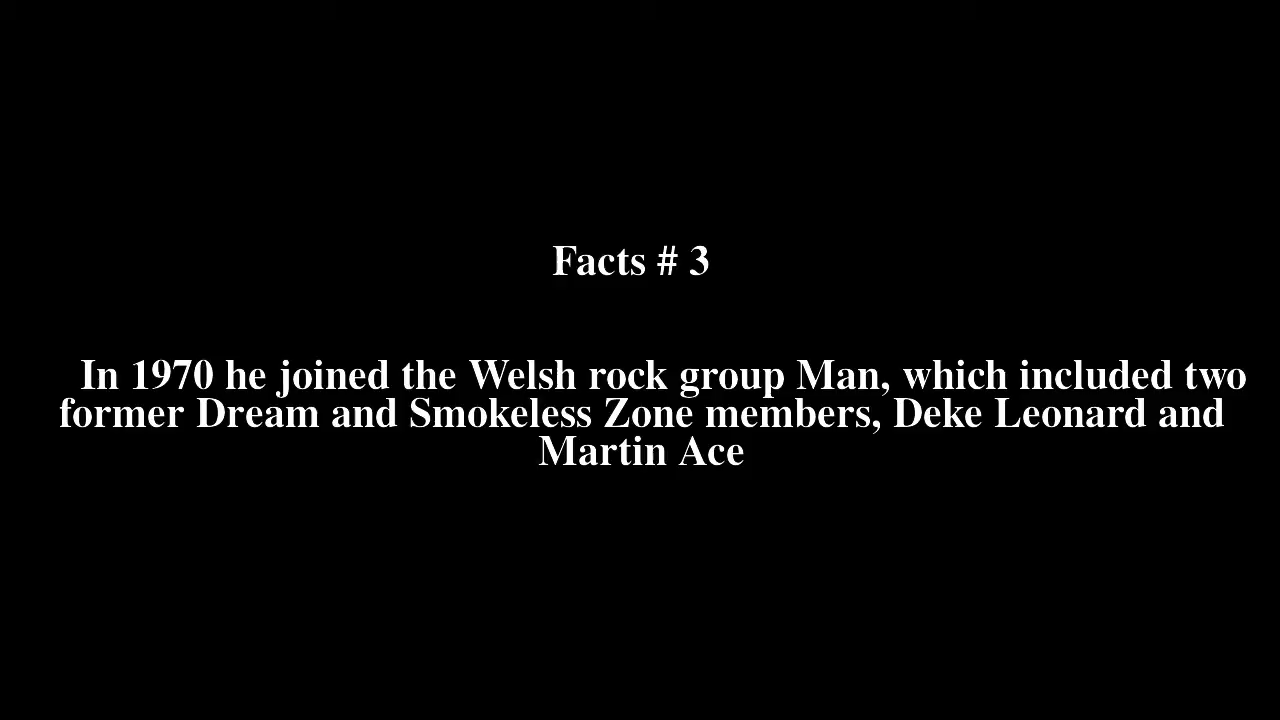 Facts # 3
In 1970 he joined the Welsh rock group Man, which included two
former Dream and Smokeless Zone members, Deke Leonard and
Martin Ace